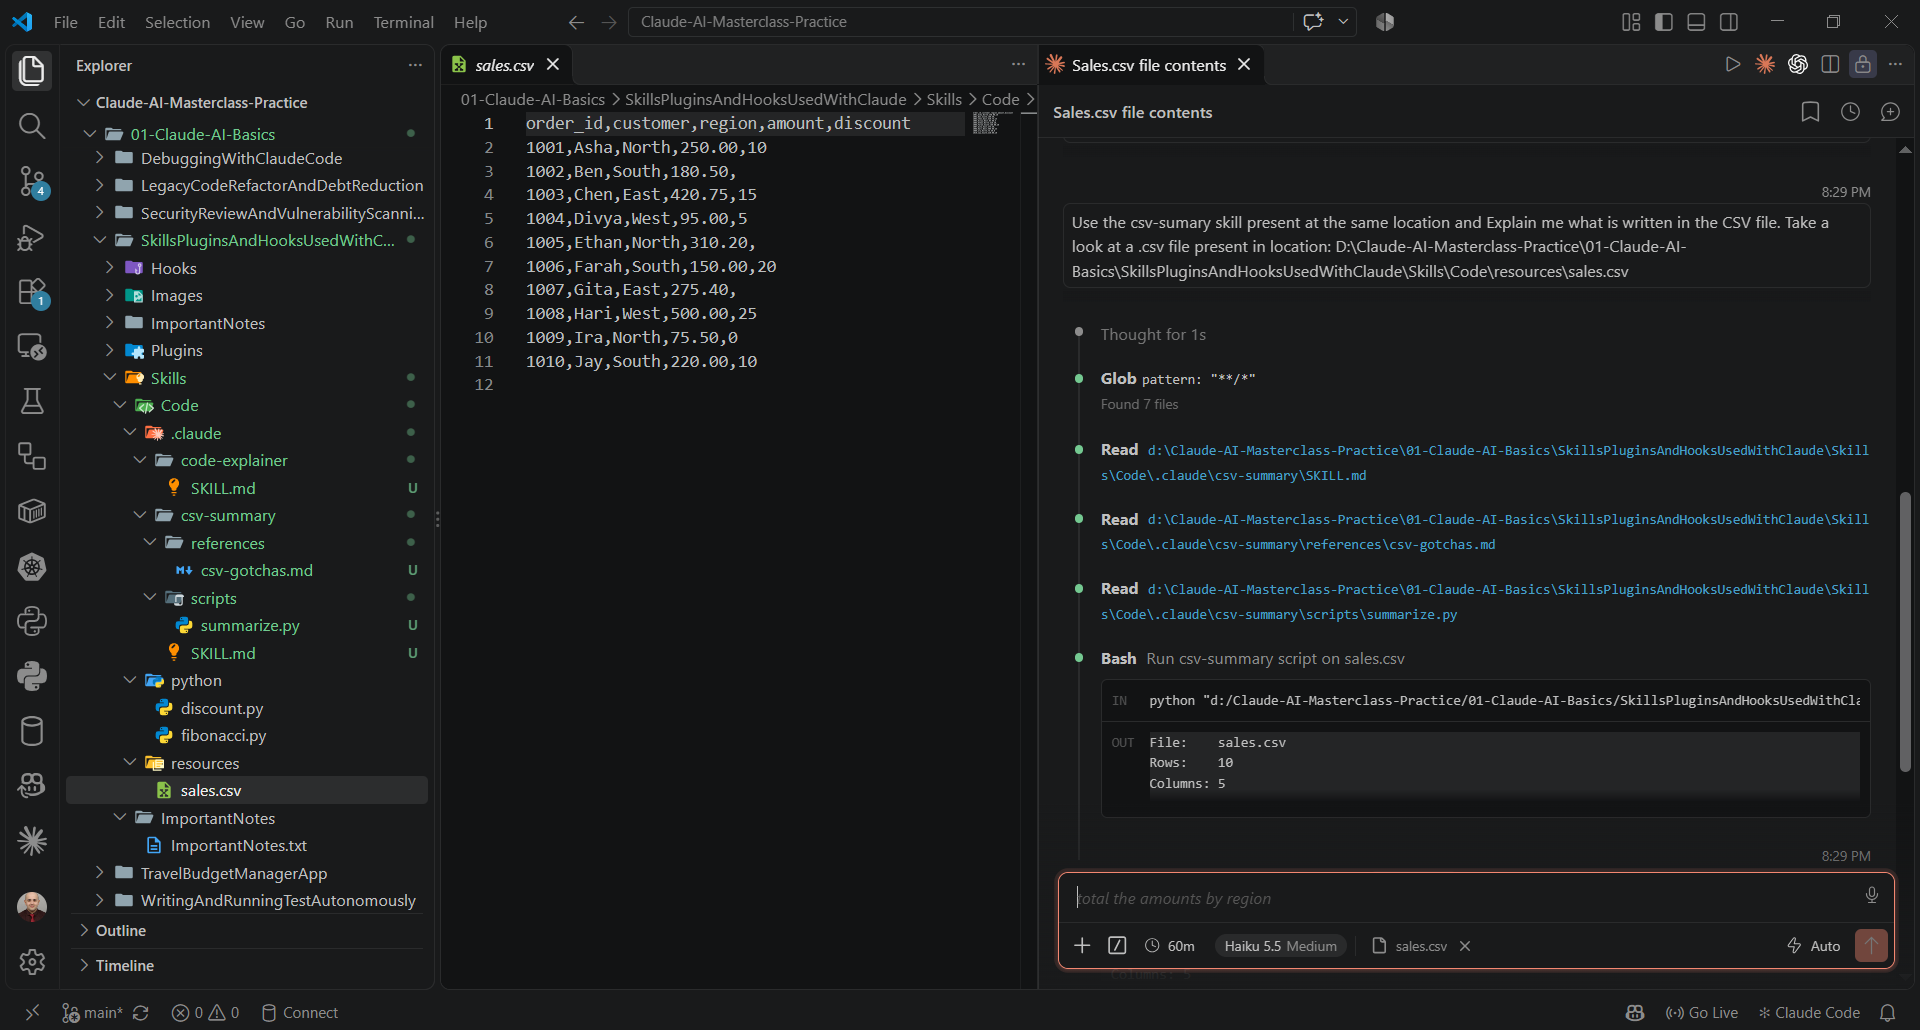 File Edit Selection View Go Run Terminal Help
Claude-AI-Masterclass-Practice
Explorer
Claude-AI-Masterclass-Practice
01-Claude-AI-Basics
DebuggingWithClaudeCode
LegacyCodeRefactorAndDebtReduction
SecurityReviewAndVulnerabilityScanni...
SkillsPluginsAndHooksUsedWithC...
Hooks
Images
ImportantNotes
Plugins
Skills
Code
.claude
code-explainer
SKILL.md U
csv-summary
references
csv-gotchas.md U
scripts
summarize.py U
SKILL.md U
python
discount.py
fibonacci.py
resources
sales.csv
ImportantNotes
ImportantNotes.txt
TravelBudgetManagerApp
WritingAndRunningTestAutonomously
Outline
Timeline
4
1
sales.csv
01-Claude-AI-Basics > SkillsPluginsAndHooksUsedWithClaude > Skills > Code >
1 order_id,customer,region,amount,discount
2 1001,Asha,North,250.00,10
3 1002,Ben,South,180.50,
4 1003,Chen,East,420.75,15
5 1004,Divya,West,95.00,5
6 1005,Ethan,North,310.20,
7 1006,Farah,South,150.00,20
8 1007,Gita,East,275.40,
9 1008,Hari,West,500.00,25
10 1009,Ira,North,75.50,0
11 1010,Jay,South,220.00,10
12
Sales.csv file contents
Sales.csv file contents
8:29 PM
Use the csv-sumary skill present at the same location and Explain me what is written in the CSV file. Take a
look at a .csv file present in location: D:\Claude-AI-Masterclass-Practice\01-Claude-AI-
Basics\SkillsPluginsAndHooksUsedWithClaude\Skills\Code\resources\sales.csv
Thought for 1s
Glob pattern: "**/*"
Found 7 files
Read d:\Claude-AI-Masterclass-Practice\01-Claude-AI-Basics\SkillsPluginsAndHooksUsedWithClaude\Skill
s\Code\.claude\csv-summary\SKILL.md
Read d:\Claude-AI-Masterclass-Practice\01-Claude-AI-Basics\SkillsPluginsAndHooksUsedWithClaude\Skill
s\Code\.claude\csv-summary\references\csv-gotchas.md
Read d:\Claude-AI-Masterclass-Practice\01-Claude-AI-Basics\SkillsPluginsAndHooksUsedWithClaude\Skill
s\Code\.claude\csv-summary\scripts\summarize.py
Bash Run csv-summary script on sales.csv
IN python "d:/Claude-AI-Masterclass-Practice/01-Claude-AI-Basics/SkillsPluginsAndHooksUsedWithCla
OUT File: sales.csv
Rows: 10
Columns: 5
8:29 PM
total the amounts by region
60m Haiku 5.5 Medium sales.csv Auto
Columns: 5
main* 0 0 Connect
Go Live Claude Code